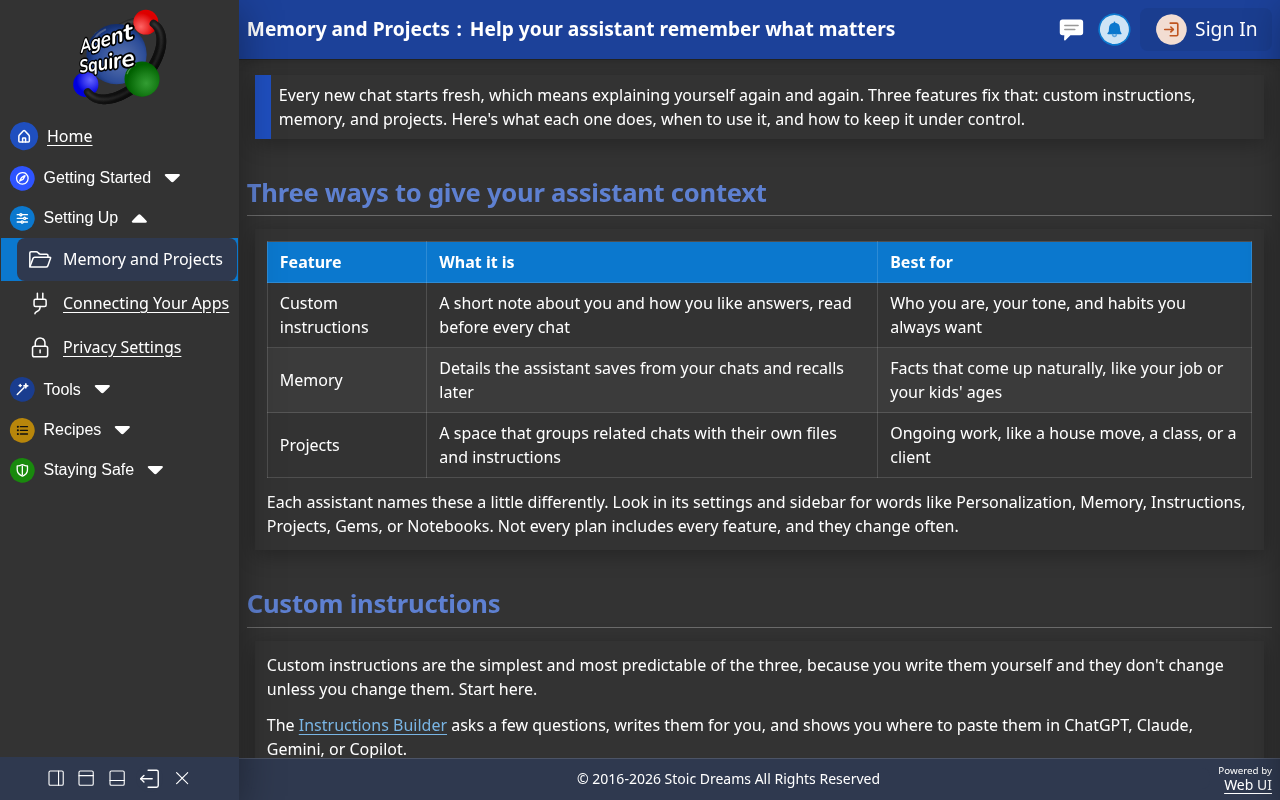 Agent
Squire
Home
Getting Started
Setting Up
Memory and Projects
Connecting Your Apps
Privacy Settings
Tools
Recipes
Staying Safe
Memory and Projects : Help your assistant remember what matters
Sign In
Every new chat starts fresh, which means explaining yourself again and again. Three features fix that: custom instructions,
memory, and projects. Here's what each one does, when to use it, and how to keep it under control.
Three ways to give your assistant context
Feature
What it is
Best for
Custom
instructions
A short note about you and how you like answers, read
before every chat
Who you are, your tone, and habits you
always want
Memory
Details the assistant saves from your chats and recalls
later
Facts that come up naturally, like your job or
your kids' ages
Projects
A space that groups related chats with their own files
and instructions
Ongoing work, like a house move, a class, or a
client
Each assistant names these a little differently. Look in its settings and sidebar for words like Personalization, Memory, Instructions,
Projects, Gems, or Notebooks. Not every plan includes every feature, and they change often.
Custom instructions
Custom instructions are the simplest and most predictable of the three, because you write them yourself and they don't change
unless you change them. Start here.
The Instructions Builder asks a few questions, writes them for you, and shows you where to paste them in ChatGPT, Claude,
Gemini, or Copilot.
© 2016-2026 Stoic Dreams All Rights Reserved
Powered by
Web UI